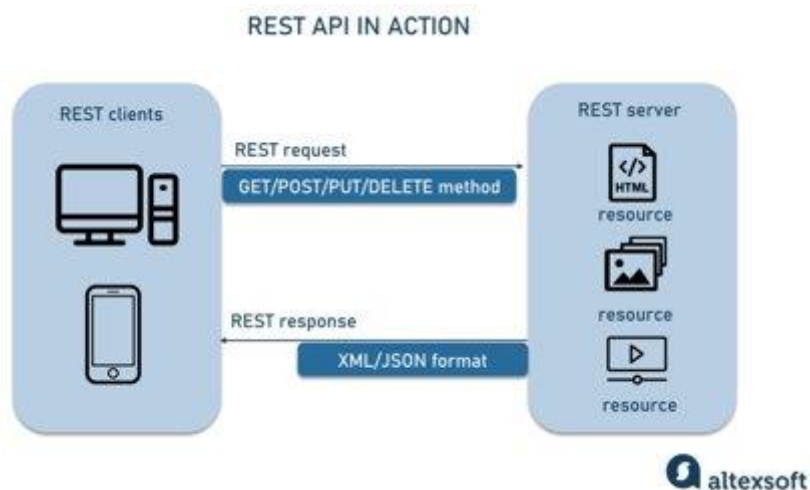 REST API IN ACTION
REST clients
REST request
GET/POST/PUT/DELETE method
REST response
XML/JSON format
REST server
</>
HTML
resource
resource
resource
altexsoft